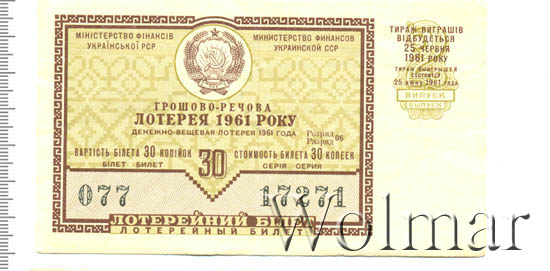 МІНІСТЕРСТВО ФІНАНСІВ
УКРАЇНСЬКОЇ РСР
МИНИСТЕРСТВО ФИНАНСОВ
УКРАИНСКОЙ ССР
ТИРАЖ ВИГРАШІВ
ВІДБУДЕТЬСЯ
25 ЧЕРВНЯ
1961 РОКУ
ТИРАЖ ВЫИГРЫШЕЙ
СОСТОИТСЯ
25 ИЮНЯ 1961 ГОДА
ВИПУСК
ВЫПУСК
ГРОШОВО-РЕЧОВА
ЛОТЕРЕЯ 1961 РОКУ
ДЕНЕЖНО-ВЕЩЕВАЯ ЛОТЕРЕЯ 1961 ГОДА
Розряд 06
Разряд
ВАРТІСТЬ БІЛЕТА 30 КОПІЙОК
30
СТОИМОСТЬ БИЛЕТА 30 КОПЕЕК
БІЛЕТ БИЛЕТ
СЕРІЯ СЕРИЯ
077
17271
ЛОТЕРЕЙНИЙ БІЛЕТ
ЛОТЕРЕЙНЫЙ БИЛЕТ
Wolmar